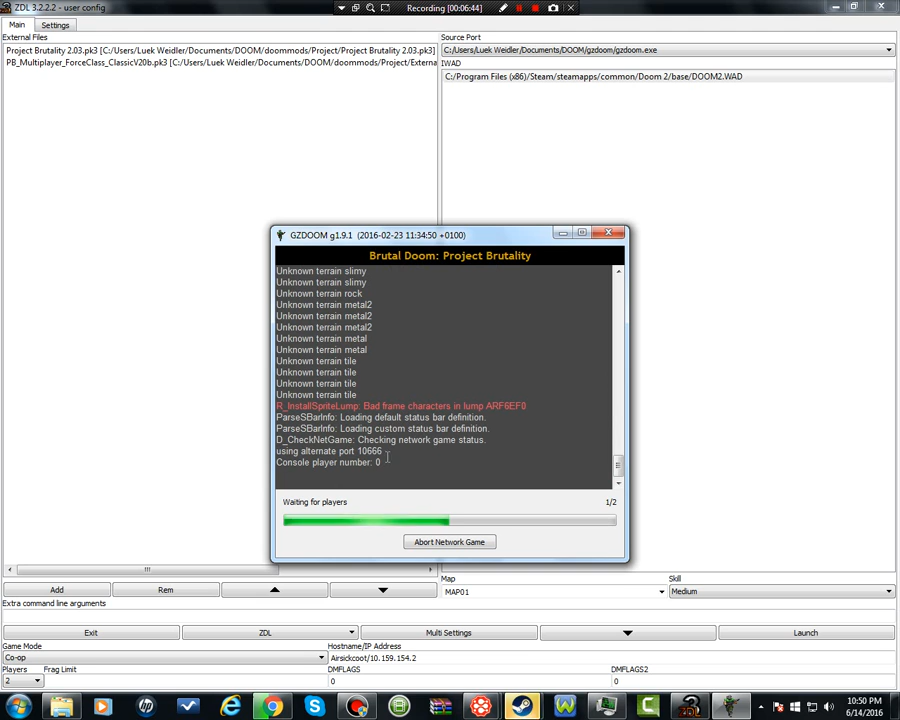 ZDL 3.2.2.2 - user config
Recording [00:06:44]
Main
Settings
External Files
Source Port
Project Brutality 2.03.pk3 [C:/Users/Luek Weidler/Documents/DOOM/doommods/Project/Project Brutality 2.03.pk3]
C:/Users/Luek Weidler/Documents/DOOM/gzdoom/gzdoom.exe
PB_Multiplayer_ForceClass_ClassicV20b.pk3 [C:/Users/Luek Weidler/Documents/DOOM/doommods/Project/Externa
IWAD
C:/Program Files (x86)/Steam/steamapps/common/Doom 2/base/DOOM2.WAD
GZDOOM g1.9.1 (2016-02-23 11:34:50 +0100)
Brutal Doom: Project Brutality
Unknown terrain slimy
Unknown terrain slimy
Unknown terrain rock
Unknown terrain metal2
Unknown terrain metal2
Unknown terrain metal2
Unknown terrain metal
Unknown terrain metal
Unknown terrain tile
Unknown terrain tile
Unknown terrain tile
Unknown terrain tile
R_InstallSpriteLump: Bad frame characters in lump ARF6EF0
ParseSBarInfo: Loading default status bar definition.
ParseSBarInfo: Loading custom status bar definition.
D_CheckNetGame: Checking network game status.
using alternate port 10666
Console player number: 0
Waiting for players
1/2
Abort Network Game
Map
Skill
Add
Rem
MAP01
Medium
Extra command line arguments
Exit
ZDL
Multi Settings
Launch
Game Mode
Hostname/IP Address
Co-op
Airsickcoot/10.159.154.2
Players
Frag Limit
DMFLAGS
DMFLAGS2
2
0
0
10:50 PM
6/14/2016